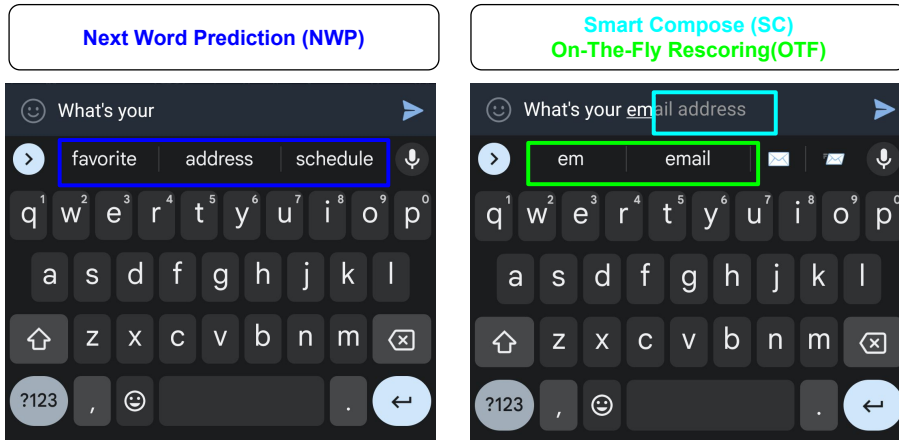 Next Word Prediction (NWP)
Smart Compose (SC)
On-The-Fly Rescoring(OTF)
What's your
favorite address schedule
q1 w2 e3 r4 t5 y6 u7 i8 o9 p0
a s d f g h j k l
z x c v b n m
?123 , .
What's your email address
em email
q1 w2 e3 r4 t5 y6 u7 i8 o9 p0
a s d f g h j k l
z x c v b n m
?123 , .